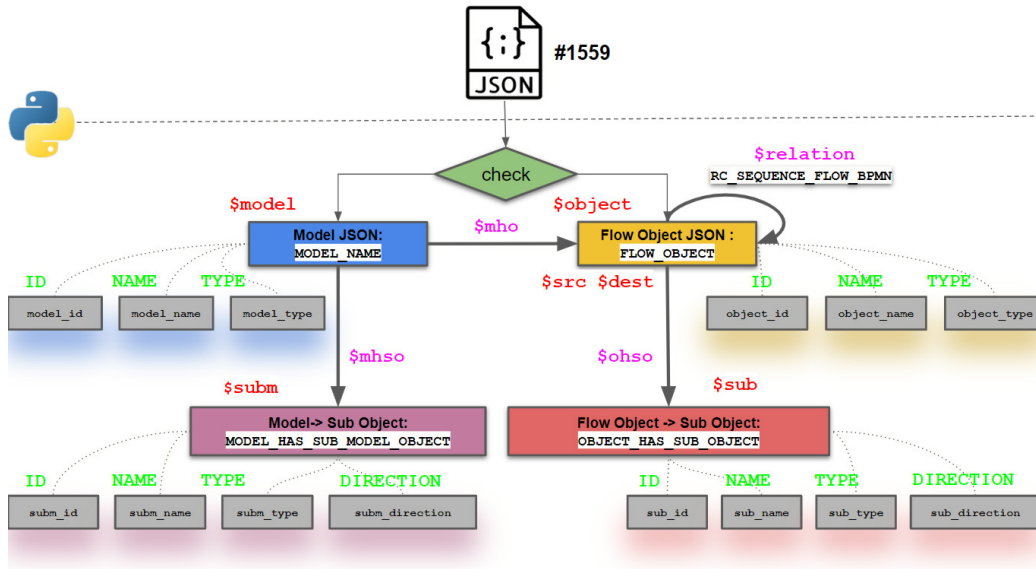 {;}
JSON
#1559
check
$relation
RC_SEQUENCE_FLOW_BPMN
$model
$object
Model JSON:
MODEL_NAME
$mho
Flow Object JSON :
FLOW_OBJECT
$src $dest
ID NAME TYPE
model_id model_name model_type
ID NAME TYPE
object_id object_name object_type
$mhso
$ohso
$subm
$sub
Model-> Sub Object:
MODEL_HAS_SUB_MODEL_OBJECT
Flow Object -> Sub Object:
OBJECT_HAS_SUB_OBJECT
ID NAME TYPE DIRECTION
subm_id subm_name subm_type subm_direction
ID NAME TYPE DIRECTION
sub_id sub_name sub_type sub_direction